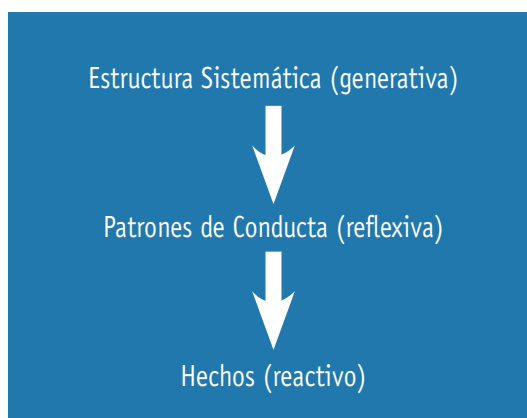 Estructura Sistemática (generativa)
Patrones de Conducta (reflexiva)
Hechos (reactivo)